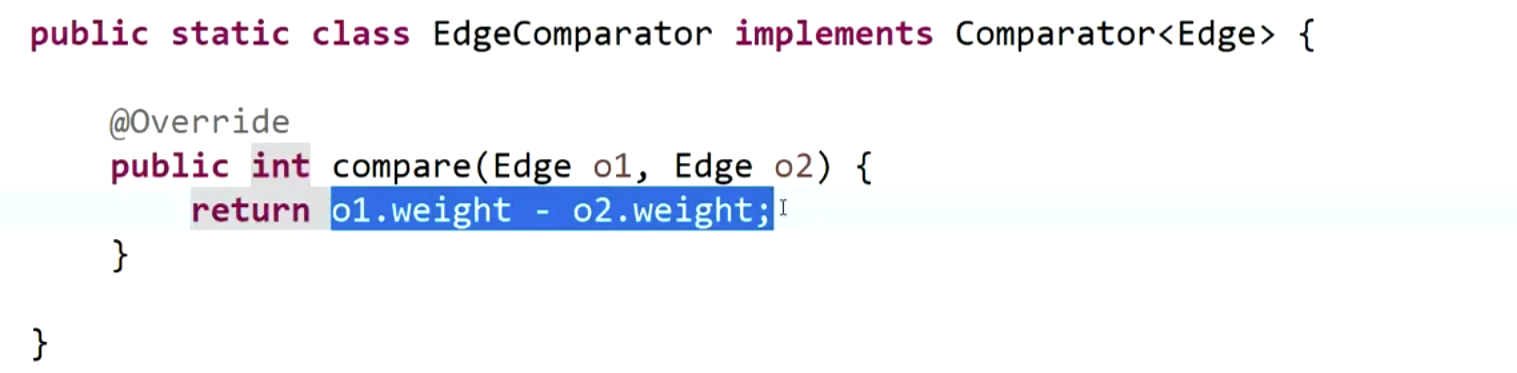 public static class EdgeComparator implements Comparator<Edge> {
@Override
public int compare(Edge o1, Edge o2) {
return o1.weight - o2.weight;
}
}